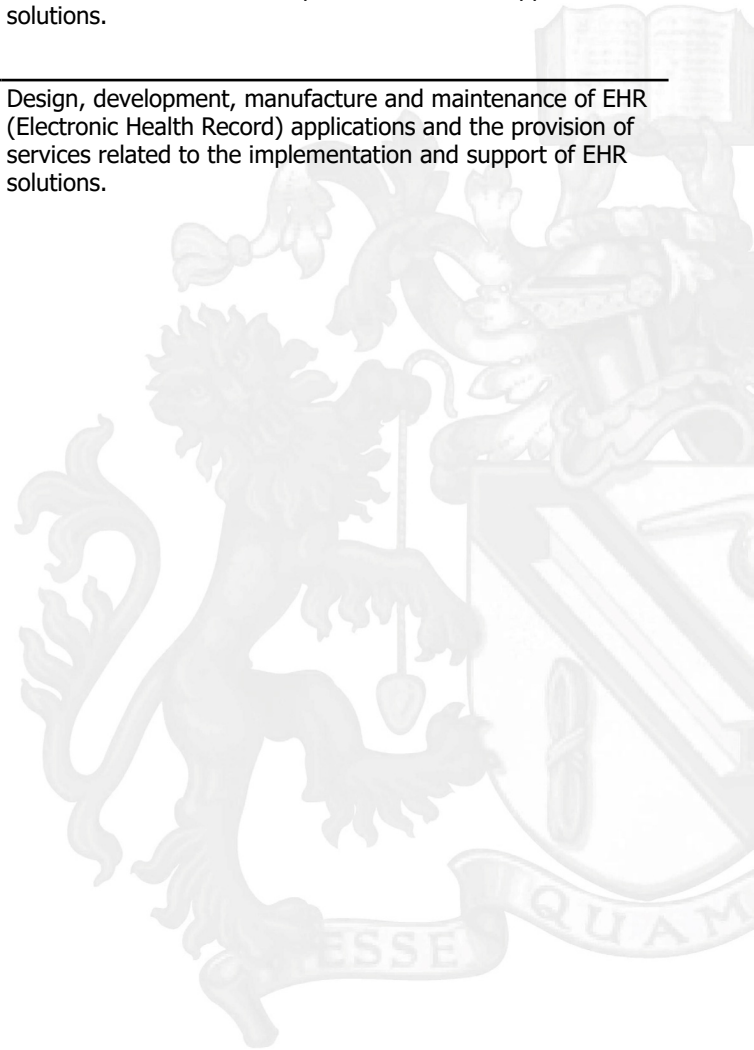 solutions.
Design, development, manufacture and maintenance of EHR
(Electronic Health Record) applications and the provision of
services related to the implementation and support of EHR
solutions.
ESSE
QUAM